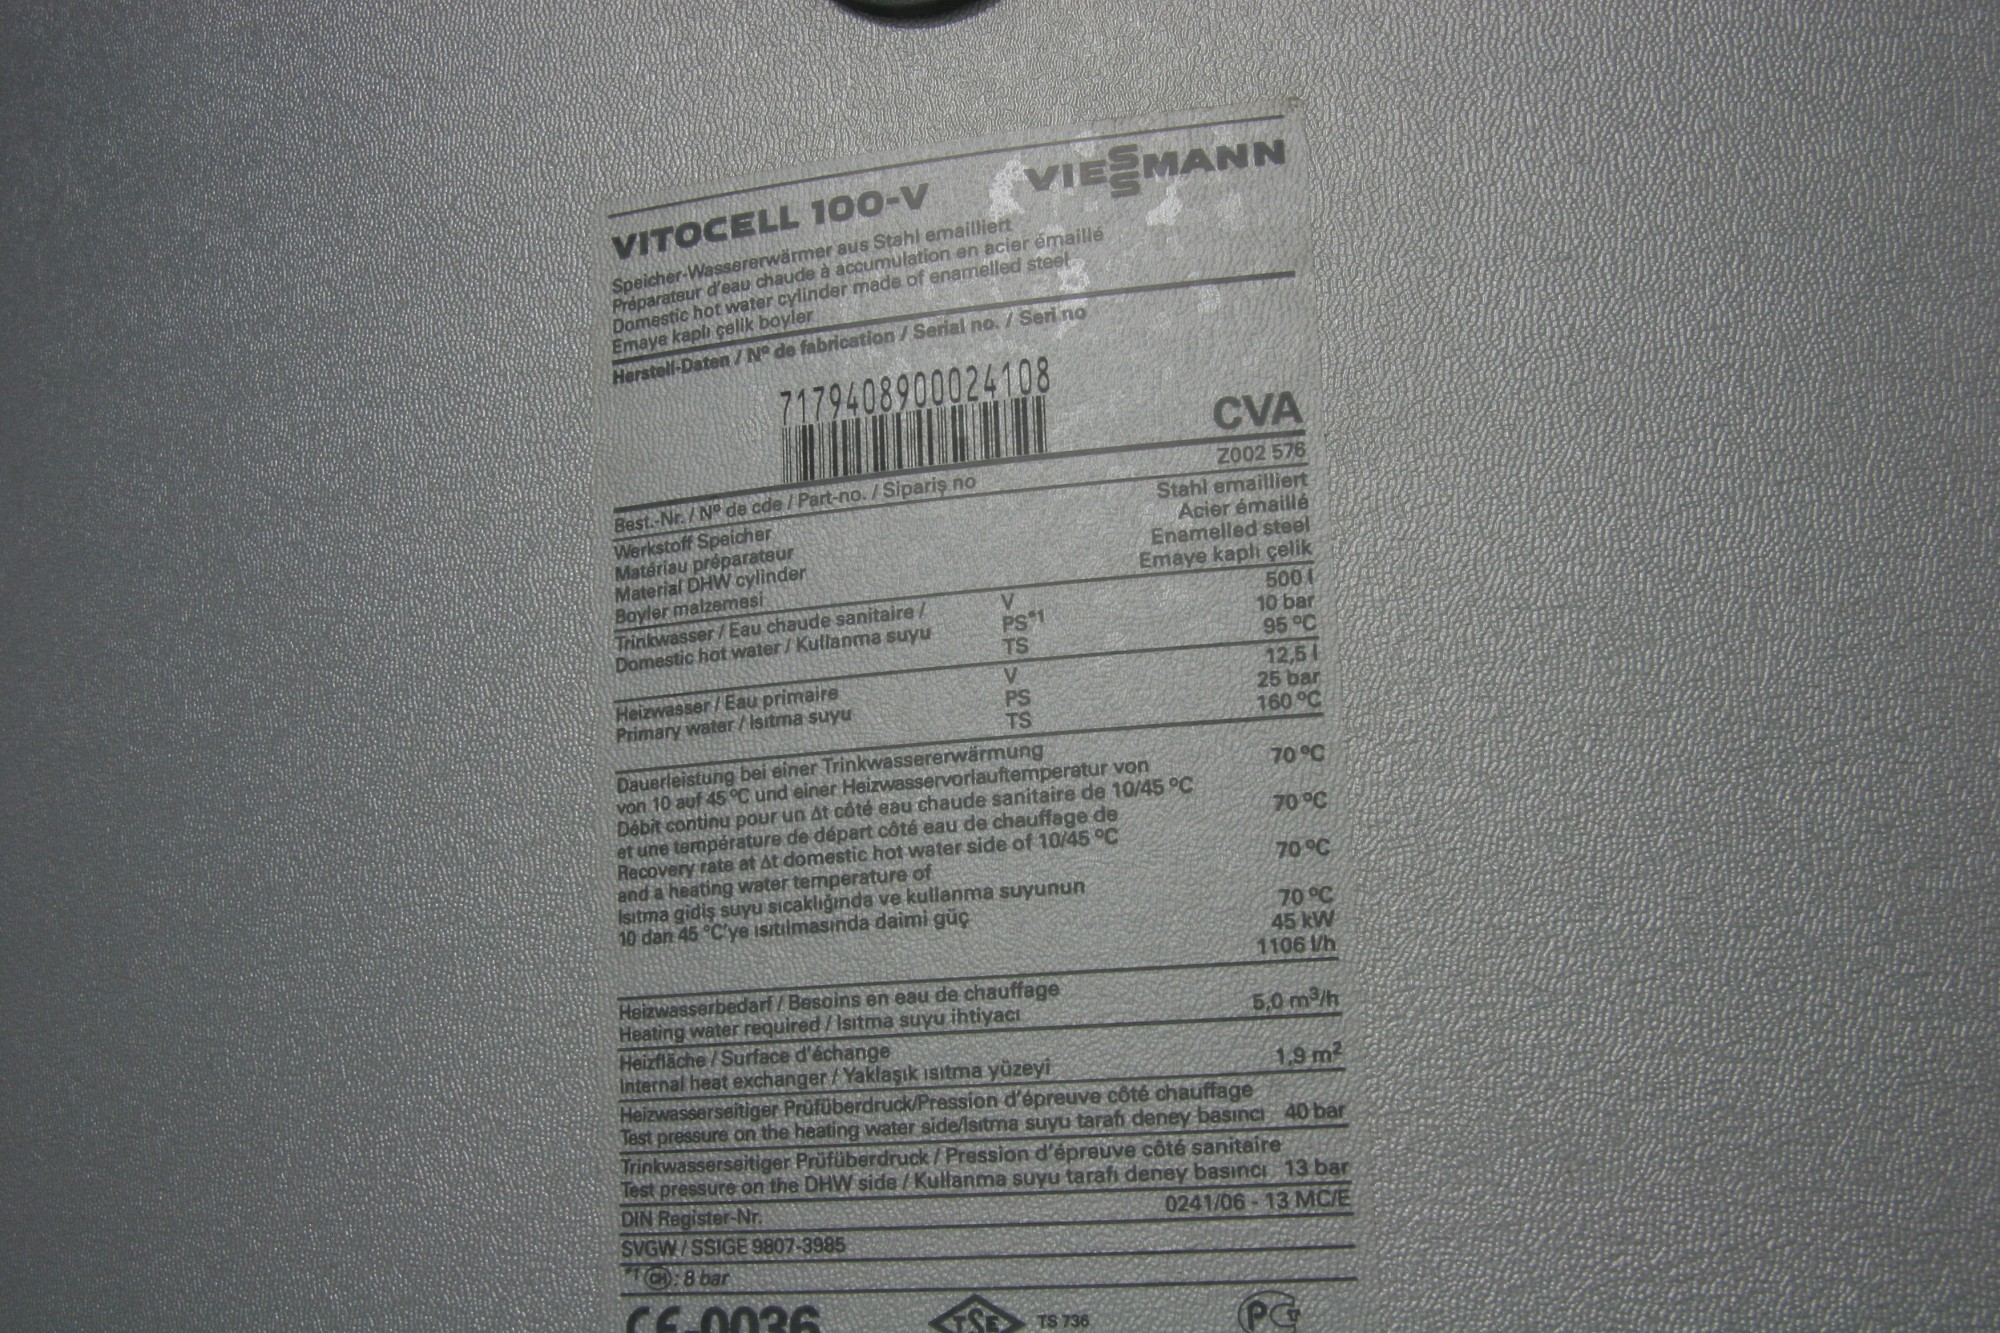 VITOCELL 100-V VIESSMANN
Speicher-Wassererwärmer aus Stahl emailliert
Préparateur d'eau chaude à accumulation en acier émaillé
Domestic hot water cylinder made of enamelled steel
Emaye kaplı çelik boyler
Herstell-Daten / Nº de fabrication / Serial no. / Seri no
7179408900024108
CVA
Best.-Nr. / Nº de cde / Part-no. / Sipariş no Z002 576
Werkstoff Speicher Stahl emailliert
Matériau préparateur Acier émaillé
Material DHW cylinder Enamelled steel
Boyler malzemesi Emaye kaplı çelik
Trinkwasser / Eau chaude sanitaire / V 500 l
Domestic hot water / Kullanma suyu PS*1 10 bar
TS 95 ºC
V 12,5 l
Heizwasser / Eau primaire PS 25 bar
Primary water / Isıtma suyu TS 160 ºC
Dauerleistung bei einer Trinkwassererwärmung
von 10 auf 45 ºC und einer Heizwasservorlauftemperatur von 70 ºC
Débit continu pour un Δt côté eau chaude sanitaire de 10/45 ºC
et une température de départ côté eau de chauffage de 70 ºC
Recovery rate at Δt domestic hot water side of 10/45 ºC
and a heating water temperature of 70 ºC
Isıtma gidiş suyu sıcaklığında ve kullanma suyunun 70 ºC
10 dan 45 °C'ye ısıtılmasında daimi güç 45 kW
1106 l/h
Heizwasserbedarf / Besoins en eau de chauffage
Heating water required / Isıtma suyu ihtiyacı 5,0 m³/h
Heizfläche / Surface d'échange
Internal heat exchanger / Yaklaşık ısıtma yüzeyi 1,9 m²
Heizwasserseitiger Prüfüberdruck/Pression d'épreuve côté chauffage
Test pressure on the heating water side/Isıtma suyu tarafı deney basıncı 40 bar
Trinkwasserseitiger Prüfüberdruck / Pression d'épreuve côté sanitaire
Test pressure on the DHW side / Kullanma suyu tarafı deney basıncı 13 bar
DIN Register-Nr. 0241/06 - 13 MC/E
SVGW / SSIGE 9807-3985
*1 CH: 8 bar
CE-0036 TSE TS 736 PG